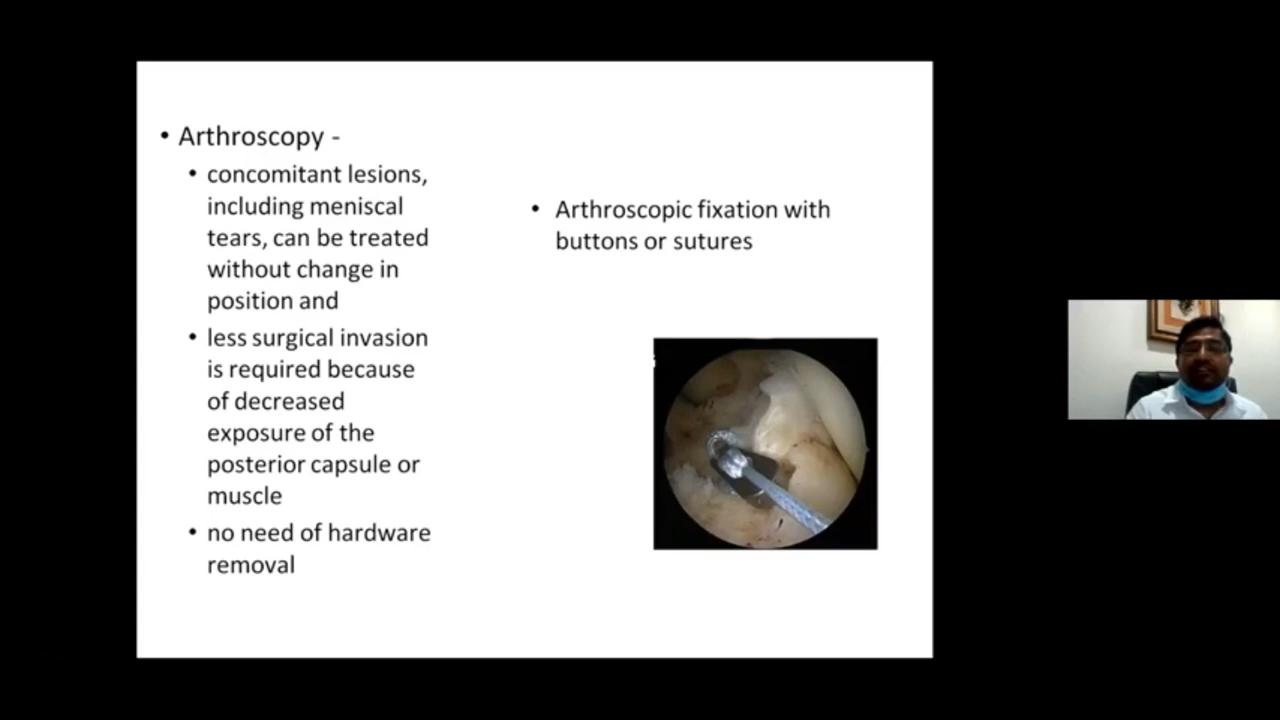 • Arthroscopy -
• concomitant lesions,
including meniscal
tears, can be treated
without change in
position and
• less surgical invasion
is required because
of decreased
exposure of the
posterior capsule or
muscle
• no need of hardware
removal
• Arthroscopic fixation with
buttons or sutures